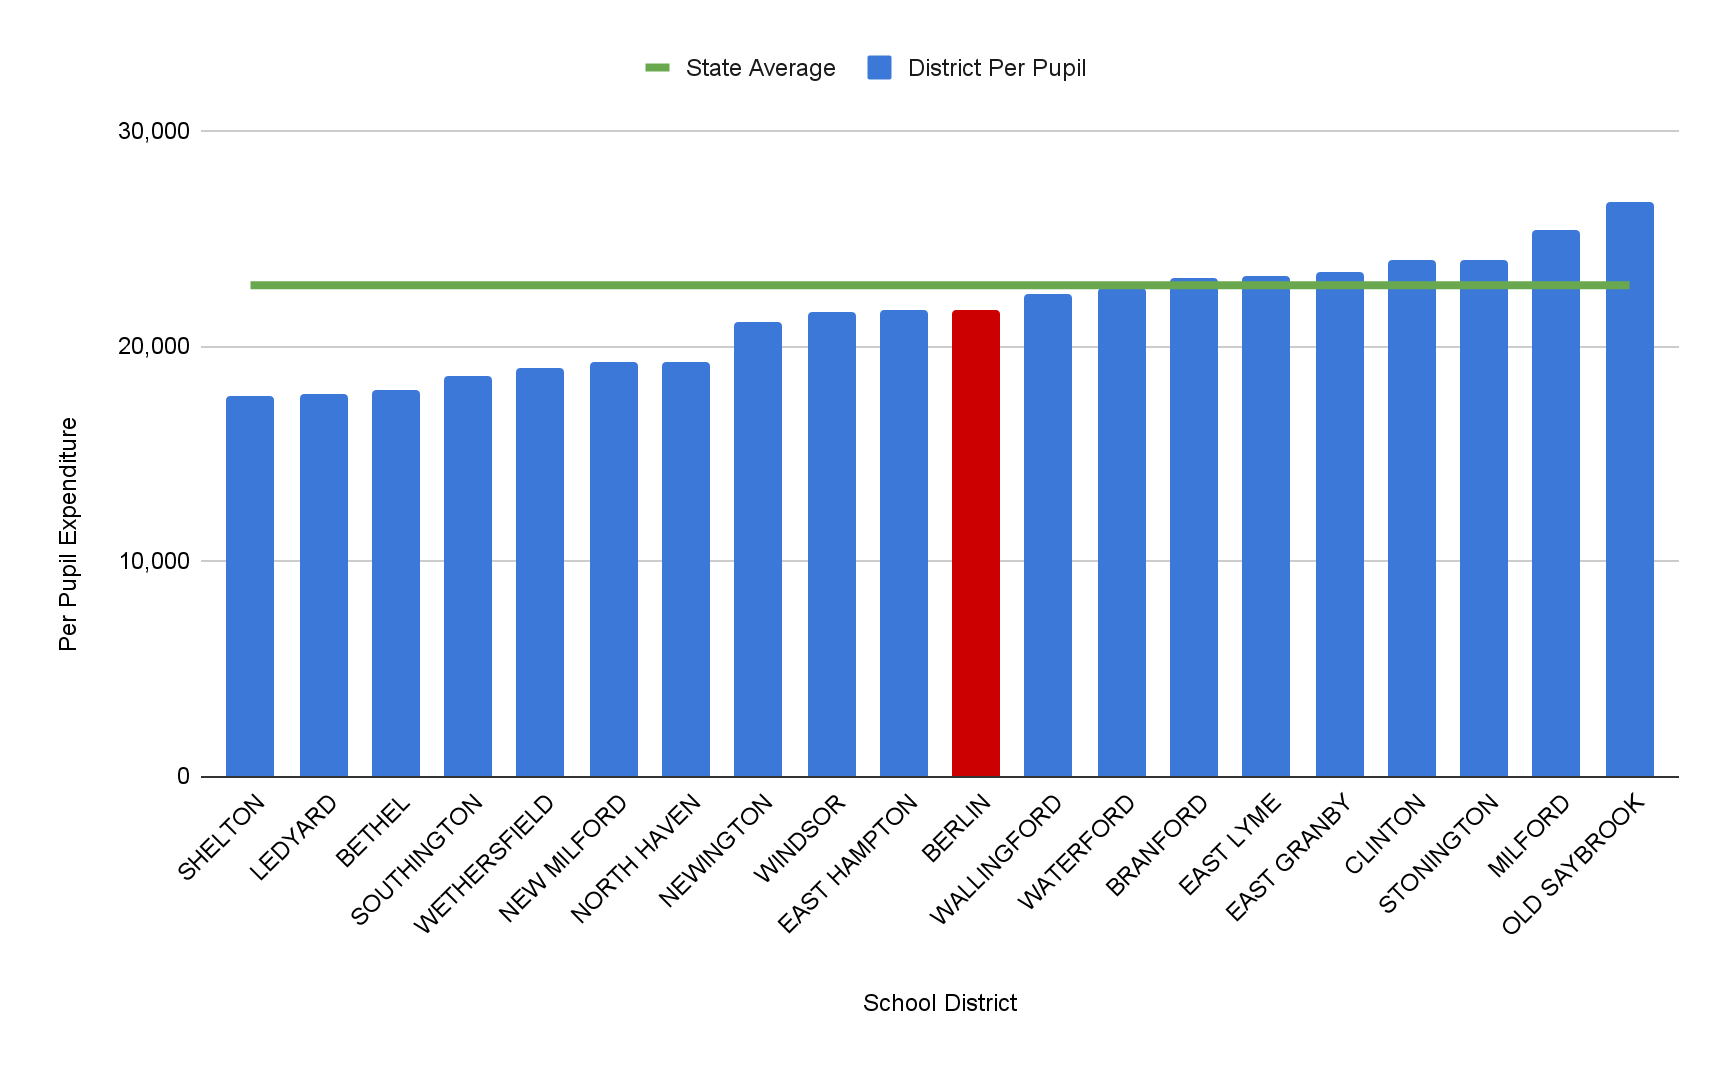 State Average
District Per Pupil
30,000
20,000
10,000
0
Per Pupil Expenditure
SHELTON
LEDYARD
BETHEL
SOUTHINGTON
WETHERSFIELD
NEW MILFORD
NORTH HAVEN
NEWINGTON
WINDSOR
EAST HAMPTON
BERLIN
WALLINGFORD
WATERFORD
BRANFORD
EAST LYME
EAST GRANBY
CLINTON
STONINGTON
MILFORD
OLD SAYBROOK
School District